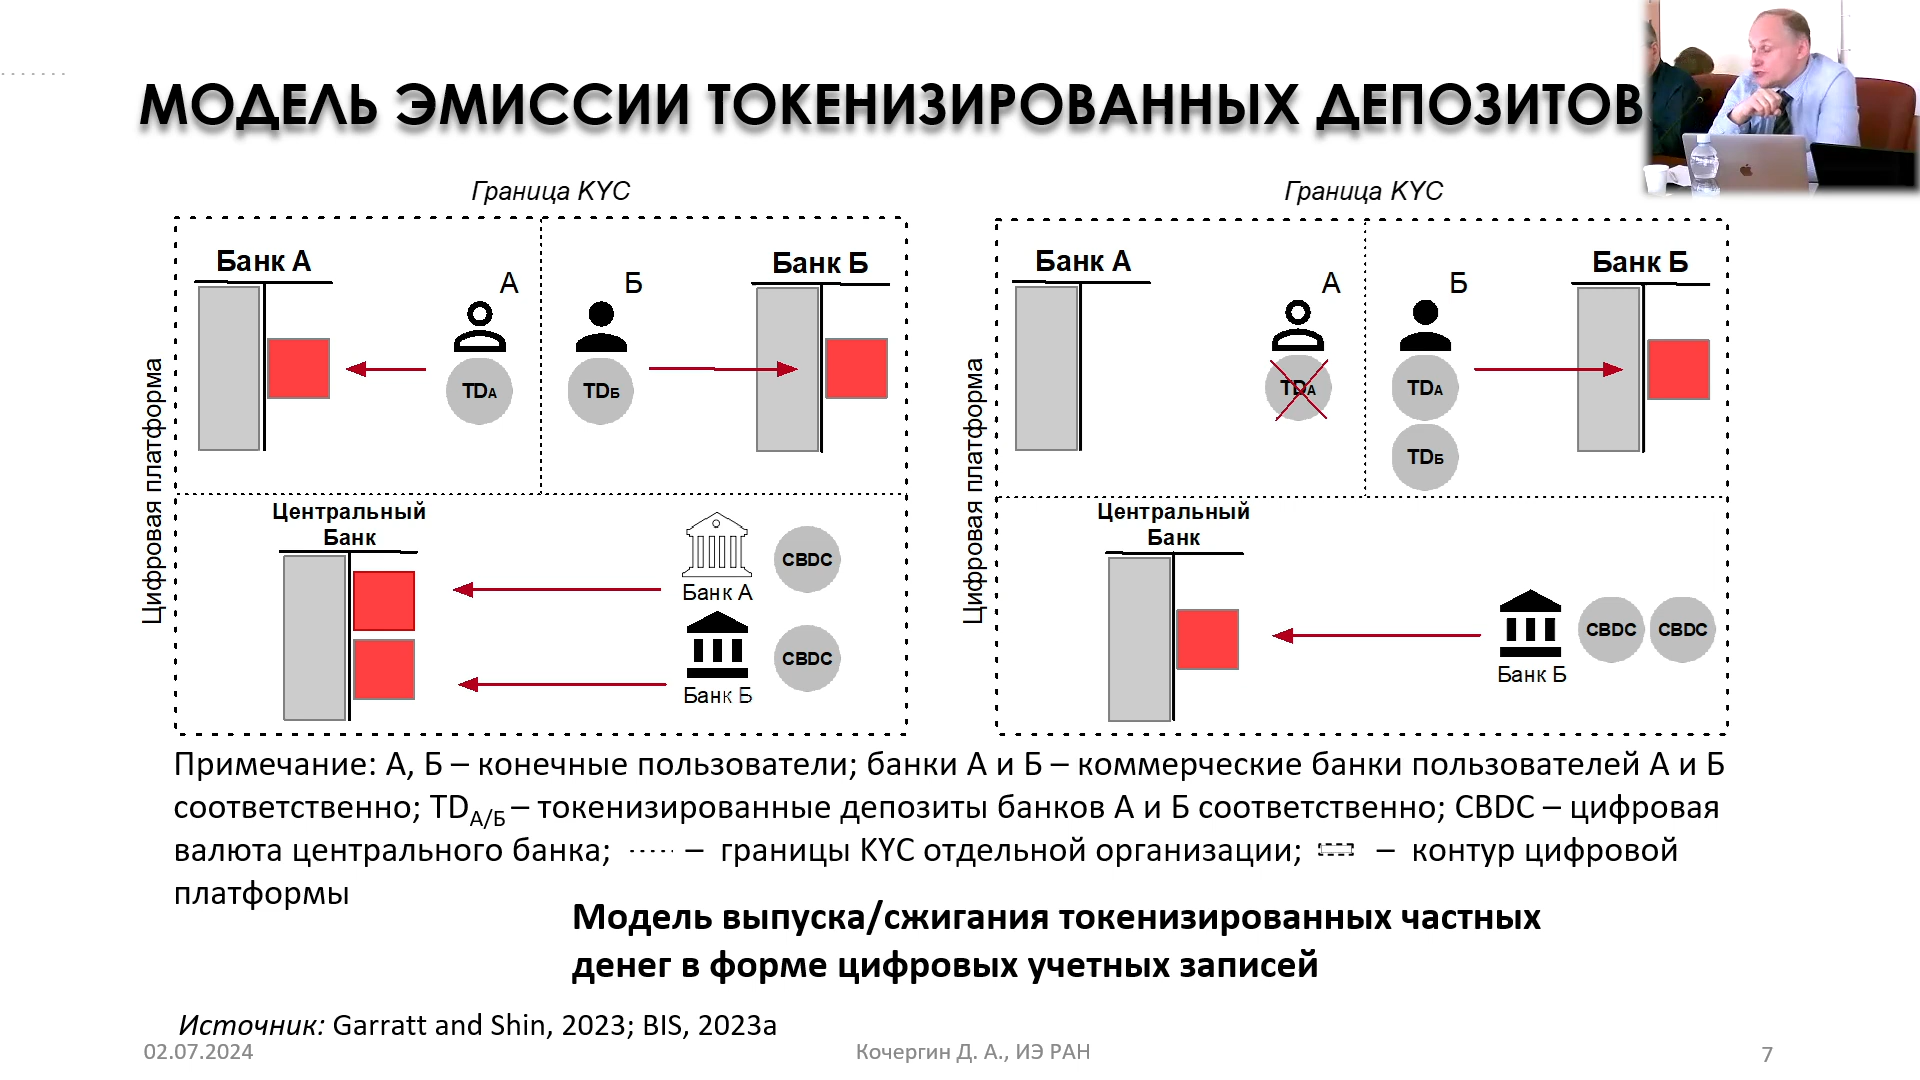 МОДЕЛЬ ЭМИССИИ ТОКЕНИЗИРОВАННЫХ ДЕПОЗИТОВ
Граница KYC
Цифровая платформа
Банк А
А
Б
Банк Б
TDА
TDБ
Центральный
Банк
Банк А
CBDC
Банк Б
CBDC
Граница KYC
Цифровая платформа
Банк А
А
Б
Банк Б
TDА
TDА
TDБ
Центральный
Банк
Банк Б
CBDC
CBDC
Примечание: А, Б – конечные пользователи; банки А и Б – коммерческие банки пользователей А и Б
соответственно; TDА/Б – токенизированные депозиты банков А и Б соответственно; CBDC – цифровая
валюта центрального банка; ····· – границы KYC отдельной организации; – контур цифровой
платформы
Модель выпуска/сжигания токенизированных частных
денег в форме цифровых учетных записей
Источник: Garratt and Shin, 2023; BIS, 2023a
02.07.2024
Кочергин Д. А., ИЭ РАН
7